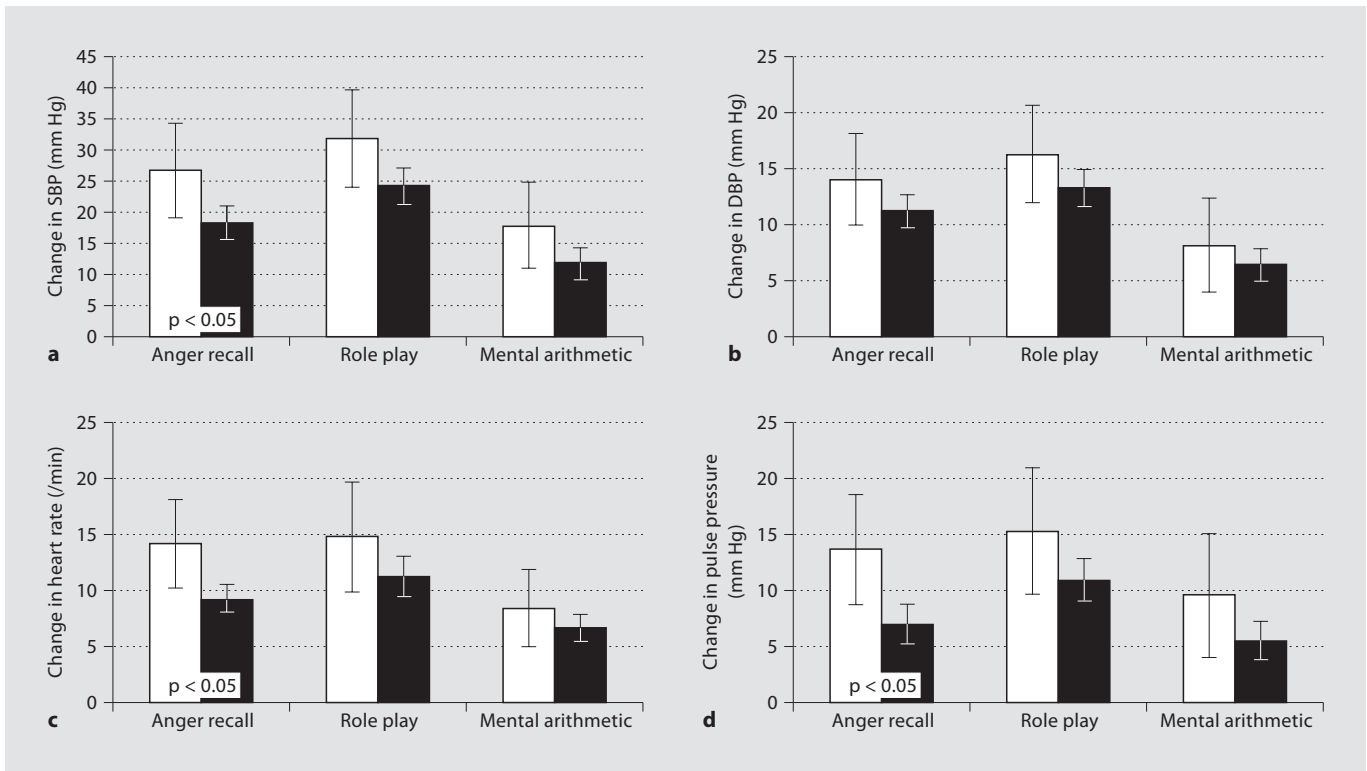 Change in SBP (mm Hg)
45
40
35
30
25
20
15
10
5
0
p < 0.05
Anger recall
Role play
Mental arithmetic
a
Change in DBP (mm Hg)
25
20
15
10
5
0
Anger recall
Role play
Mental arithmetic
b
Change in heart rate (/min)
25
20
15
10
5
0
p < 0.05
Anger recall
Role play
Mental arithmetic
c
Change in pulse pressure
(mm Hg)
25
20
15
10
5
0
p < 0.05
Anger recall
Role play
Mental arithmetic
d